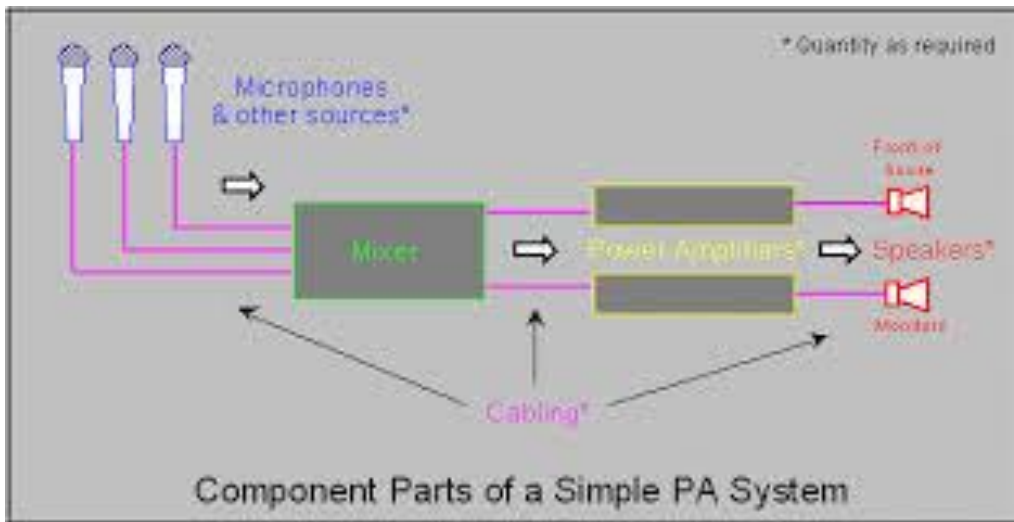 * Quantity as required
Microphones
& other sources*
Front of
house
Mixer
Power Amplifiers*
Speakers*
Monitors
Cabling*
Component Parts of a Simple PA System